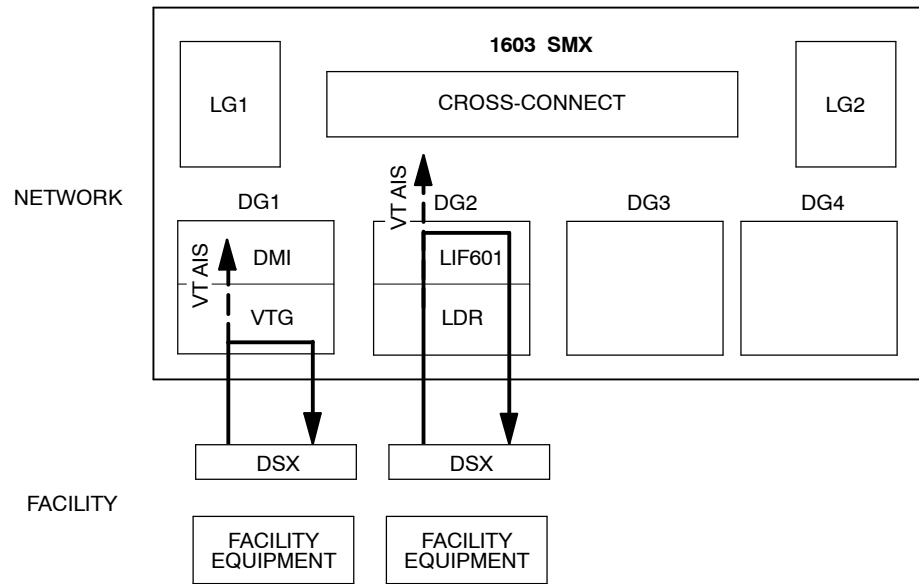 1603 SMX
LG1
CROSS-CONNECT
LG2
NETWORK
DG1
VT AIS
DG2
DG3
DG4
VT AIS
DMI
LIF601
VTG
LDR
DSX
DSX
FACILITY
FACILITY
EQUIPMENT
FACILITY
EQUIPMENT